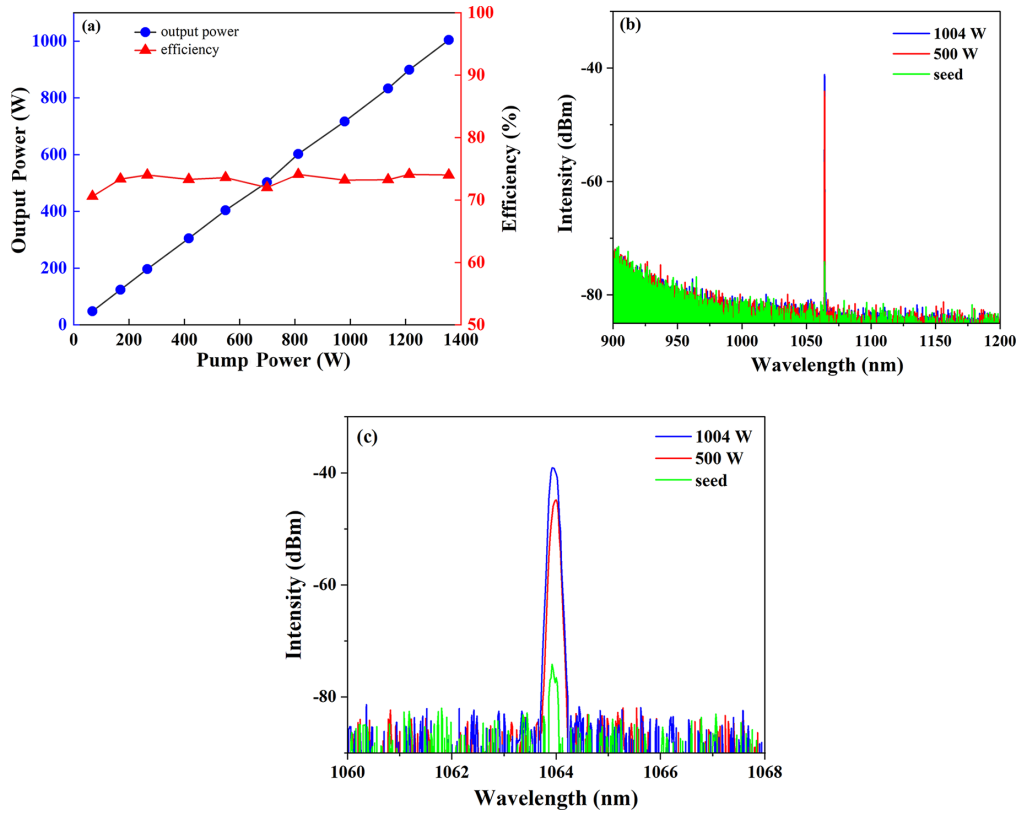 (a)
output power
efficiency
1000
800
600
400
200
0
Output Power (W)
100
90
80
70
60
50
Efficiency (%)
0 200 400 600 800 1000 1200 1400
Pump Power (W)
(b)
1004 W
500 W
seed
-40
-60
-80
Intensity (dBm)
900 950 1000 1050 1100 1150 1200
Wavelength (nm)
(c)
1004 W
500 W
seed
-40
-60
-80
Intensity (dBm)
1060 1062 1064 1066 1068
Wavelength (nm)